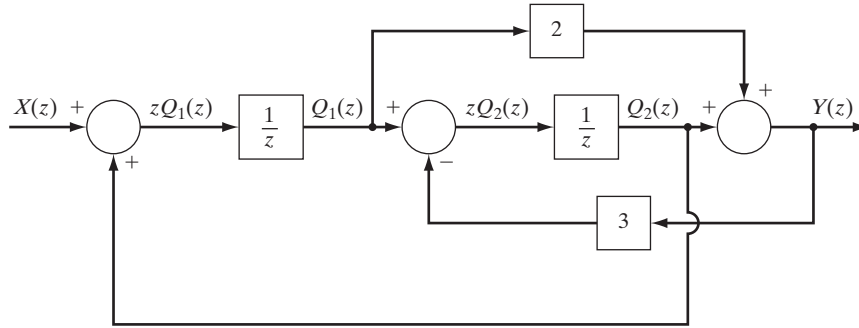 2
X(z) + zQ₁(z) 1/z Q₁(z) + zQ₂(z) 1/z Q₂(z) + + Y(z)
+ −
3